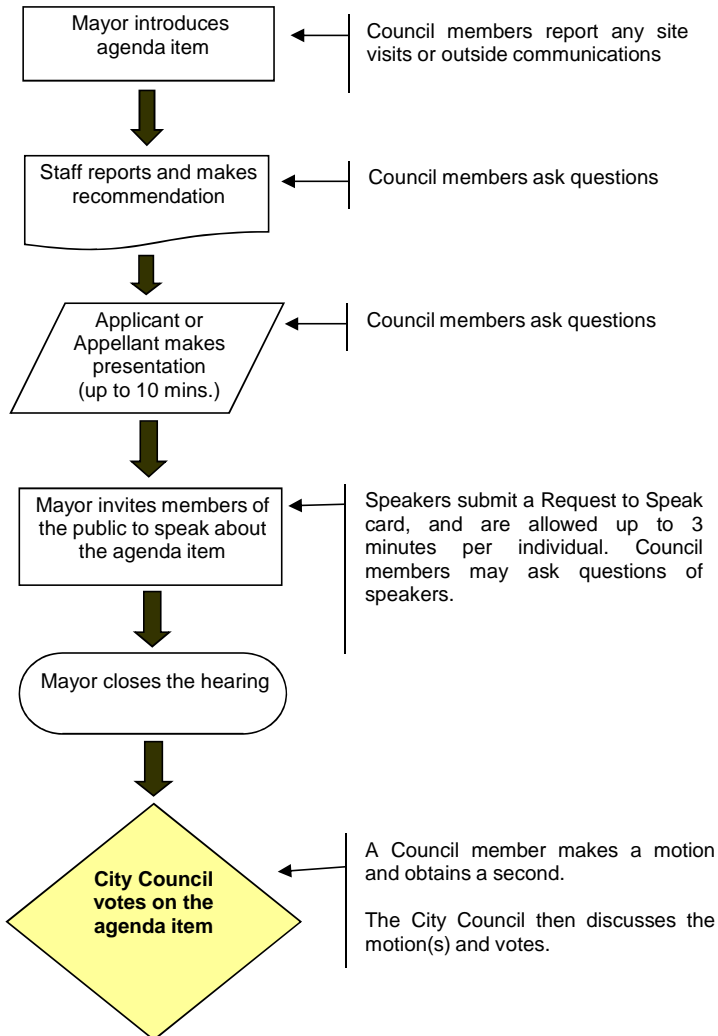 Mayor introduces
agenda item
Council members report any site
visits or outside communications
Staff reports and makes
recommendation
Council members ask questions
Applicant or
Appellant makes
presentation
(up to 10 mins.)
Council members ask questions
Mayor invites members of
the public to speak about
the agenda item
Speakers submit a Request to Speak
card, and are allowed up to 3
minutes per individual. Council
members may ask questions of
speakers.
Mayor closes the hearing
City Council
votes on the
agenda item
A Council member makes a motion
and obtains a second.
The City Council then discusses the
motion(s) and votes.